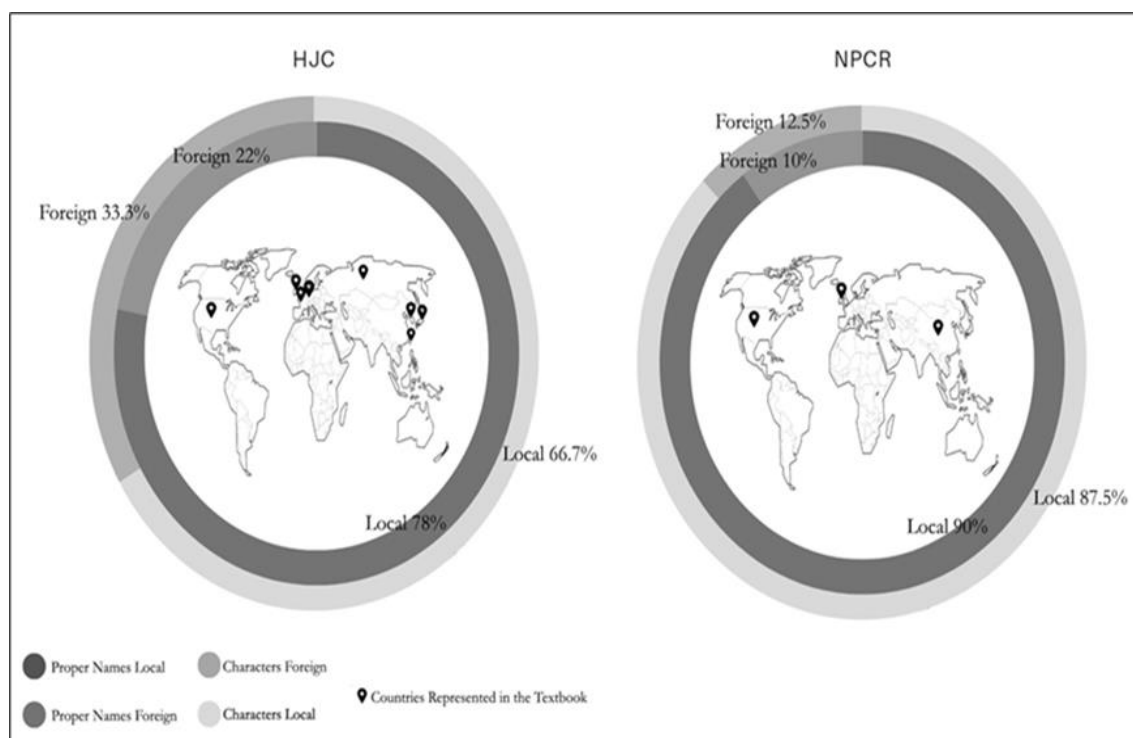 HJC
NPCR
Foreign 22%
Foreign 33.3%
Local 66.7%
Local 78%
Foreign 12.5%
Foreign 10%
Local 87.5%
Local 90%
Proper Names Local
Characters Foreign
Countries Represented in the Textbook
Proper Names Foreign
Characters Local